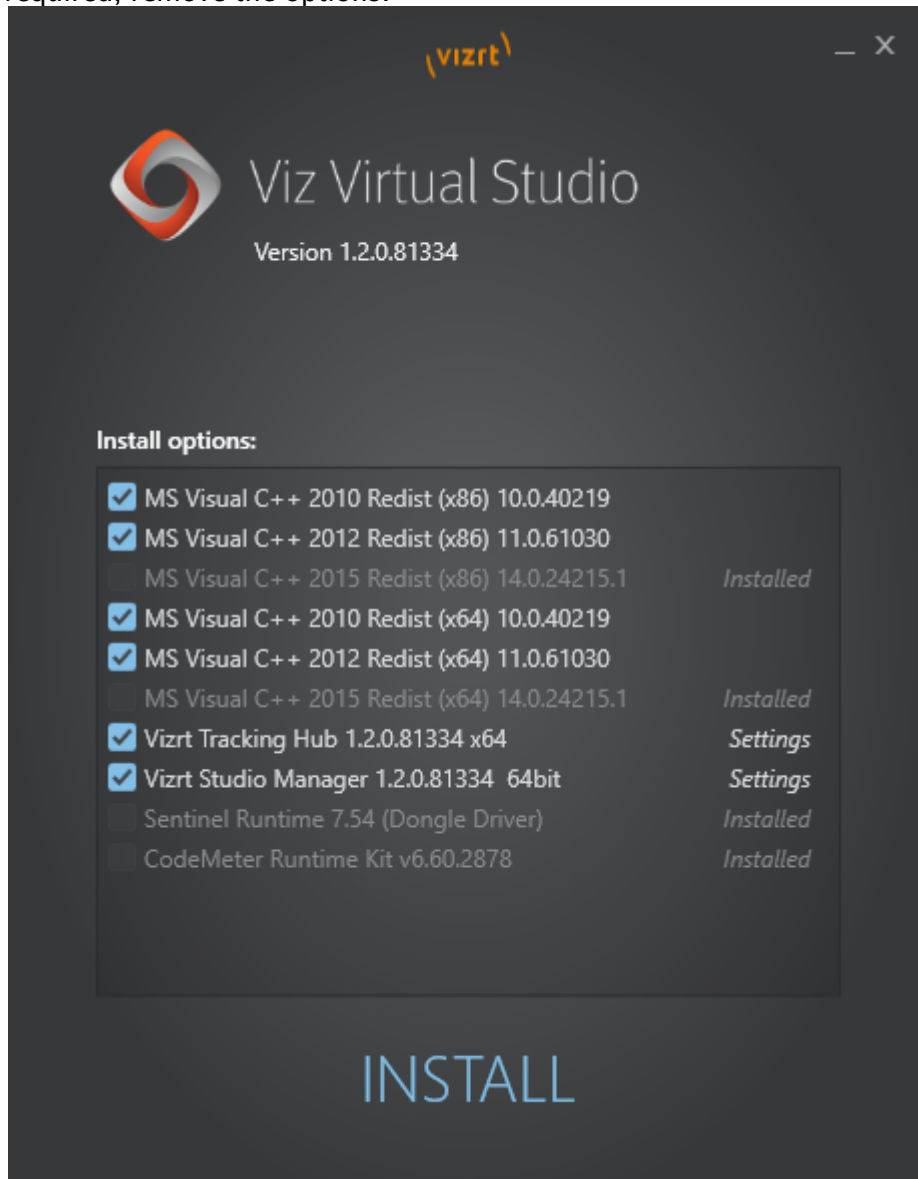 required, remove the options.
vizrt
Viz Virtual Studio
Version 1.2.0.81334
Install options:
MS Visual C++ 2010 Redist (x86) 10.0.40219
MS Visual C++ 2012 Redist (x86) 11.0.61030
MS Visual C++ 2015 Redist (x86) 14.0.24215.1 Installed
MS Visual C++ 2010 Redist (x64) 10.0.40219
MS Visual C++ 2012 Redist (x64) 11.0.61030
MS Visual C++ 2015 Redist (x64) 14.0.24215.1 Installed
Vizrt Tracking Hub 1.2.0.81334 x64 Settings
Vizrt Studio Manager 1.2.0.81334 64bit Settings
Sentinel Runtime 7.54 (Dongle Driver) Installed
CodeMeter Runtime Kit v6.60.2878 Installed
INSTALL